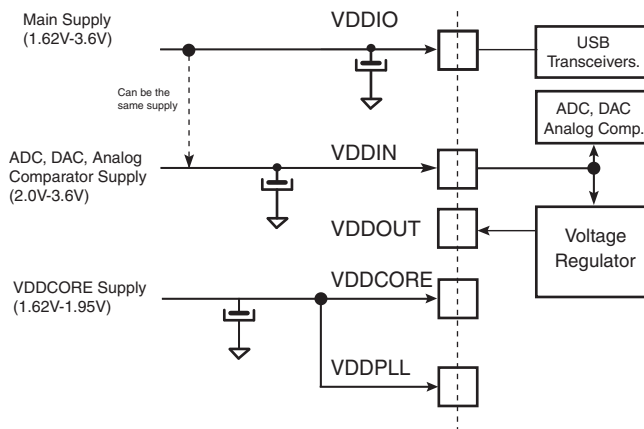 Main Supply
(1.62V-3.6V)
VDDIO
USB
Transceivers.
Can be the
same supply
ADC, DAC
Analog Comp.
ADC, DAC, Analog
Comparator Supply
(2.0V-3.6V)
VDDIN
VDDOUT
Voltage
Regulator
VDDCORE Supply
(1.62V-1.95V)
VDDCORE
VDDPLL